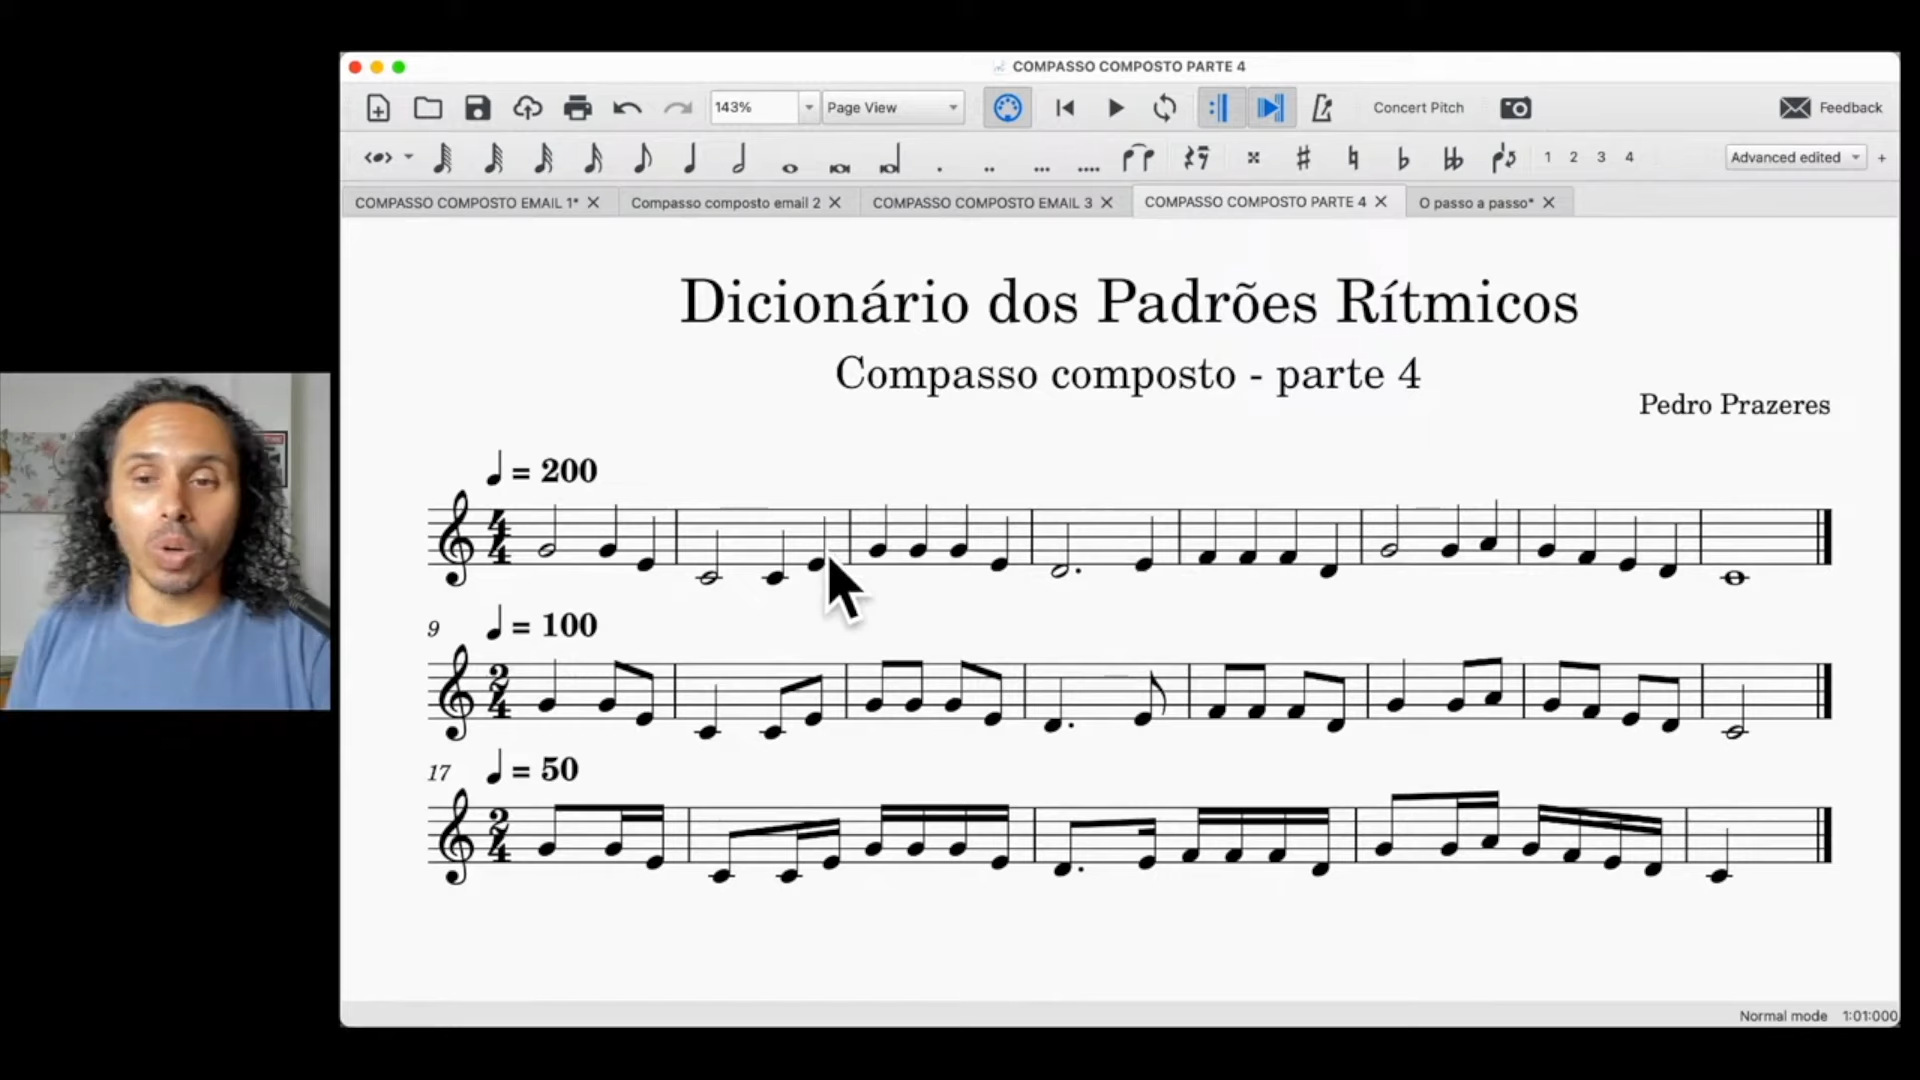 COMPASSO COMPOSTO PARTE 4
143% Page View Concert Pitch Feedback
1 2 3 4 Advanced edited +
COMPASSO COMPOSTO EMAIL 1* Compasso composto email 2 COMPASSO COMPOSTO EMAIL 3 COMPASSO COMPOSTO PARTE 4 O passo a passo*
Dicionário dos Padrões Rítmicos
Compasso composto - parte 4
Pedro Prazeres
= 200
4
4
9
= 100
2
4
17
= 50
2
4
Normal mode 1:01:000